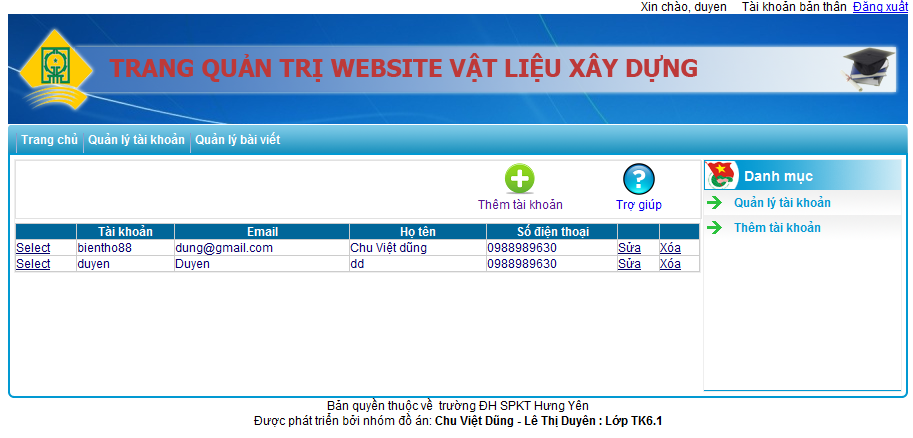 Xin chào, duyen Tài khoản bản thân Đăng xuất
TRANG QUẢN TRỊ WEBSITE VẬT LIỆU XÂY DỰNG
Trang chủ Quản lý tài khoản Quản lý bài viết
Thêm tài khoản Trợ giúp
Tài khoản Email Họ tên Số điện thoại
Select bientho88 dung@gmail.com Chu Việt dũng 0988989630 Sửa Xóa
Select duyen Duyen dd 0988989630 Sửa Xóa
Danh mục
Quản lý tài khoản
Thêm tài khoản
Bản quyền thuộc về trường ĐH SPKT Hưng Yên
Được phát triển bởi nhóm đồ án: Chu Việt Dũng - Lê Thị Duyên : Lớp TK6.1